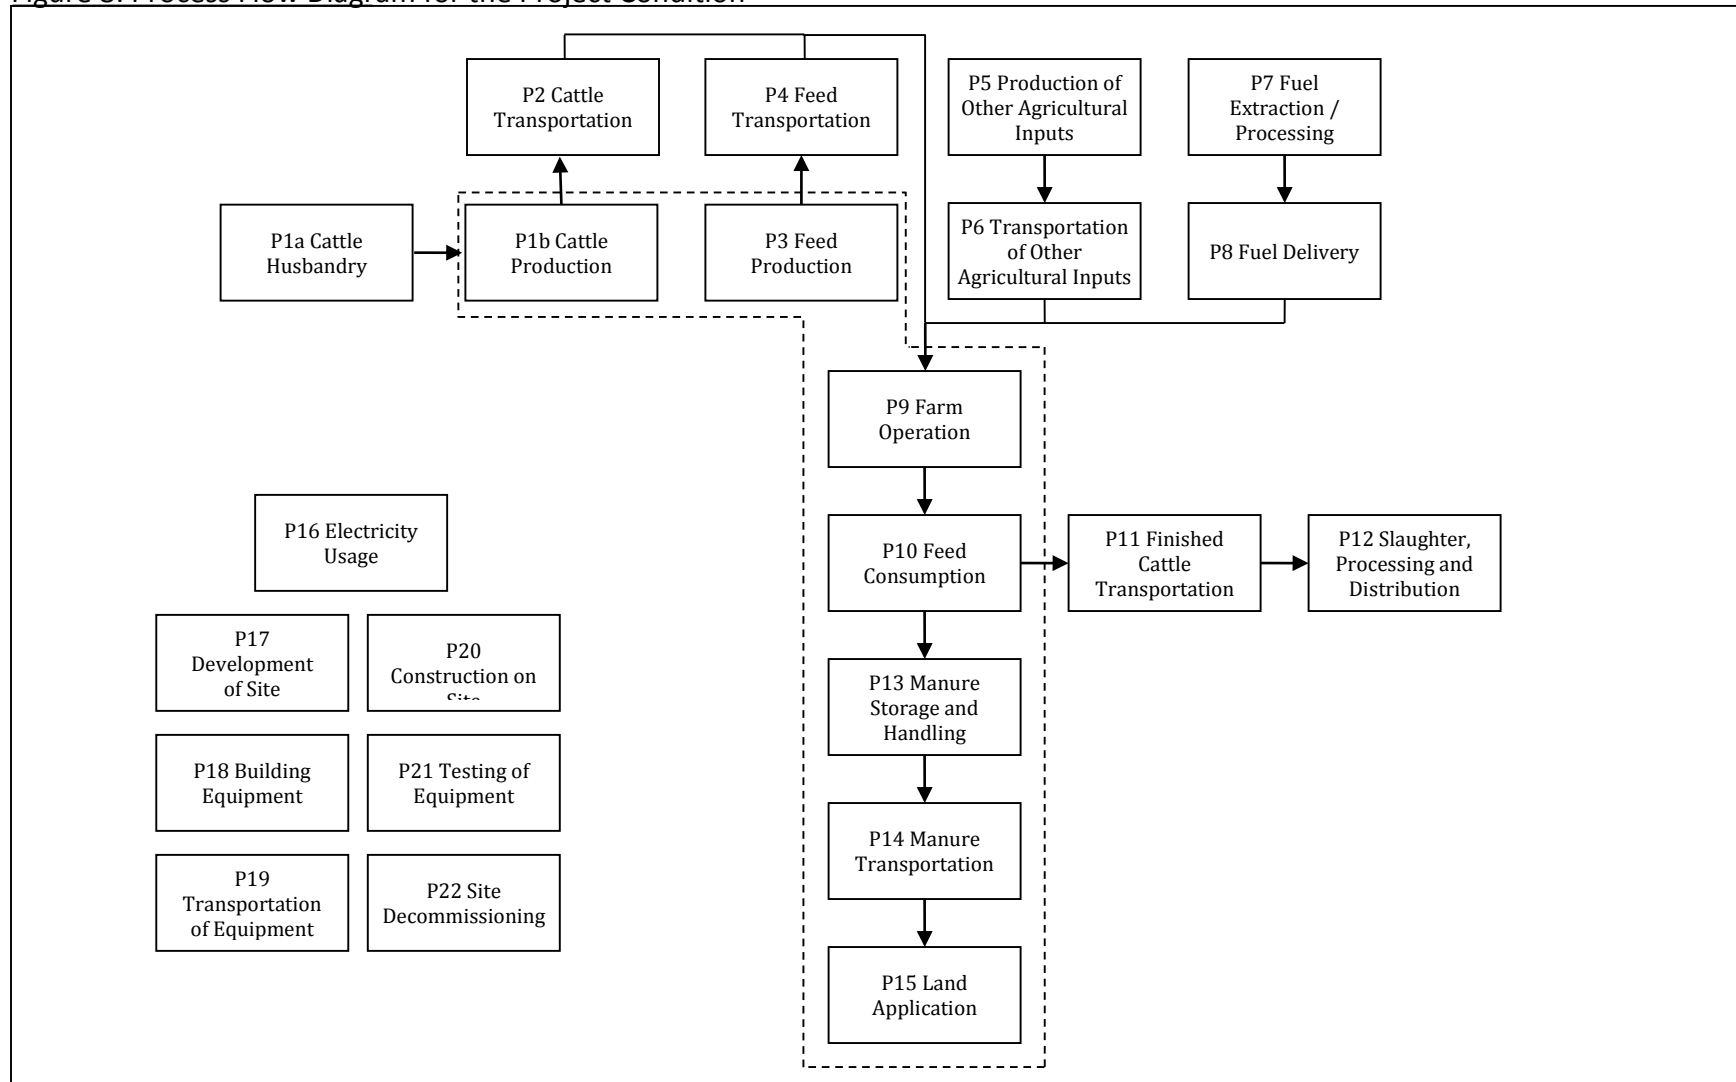 P2 Cattle
Transportation
P4 Feed
Transportation
P5 Production of
Other Agricultural
Inputs
P7 Fuel
Extraction /
Processing
P1a Cattle
Husbandry
P1b Cattle
Production
P3 Feed
Production
P6 Transportation
of Other
Agricultural Inputs
P8 Fuel Delivery
P9 Farm
Operation
P16 Electricity
Usage
P10 Feed
Consumption
P11 Finished
Cattle
Transportation
P12 Slaughter,
Processing and
Distribution
P17
Development
of Site
P20
Construction on
P13 Manure
Storage and
Handling
P18 Building
Equipment
P21 Testing of
Equipment
P14 Manure
Transportation
P19
Transportation
of Equipment
P22 Site
Decommissioning
P15 Land
Application